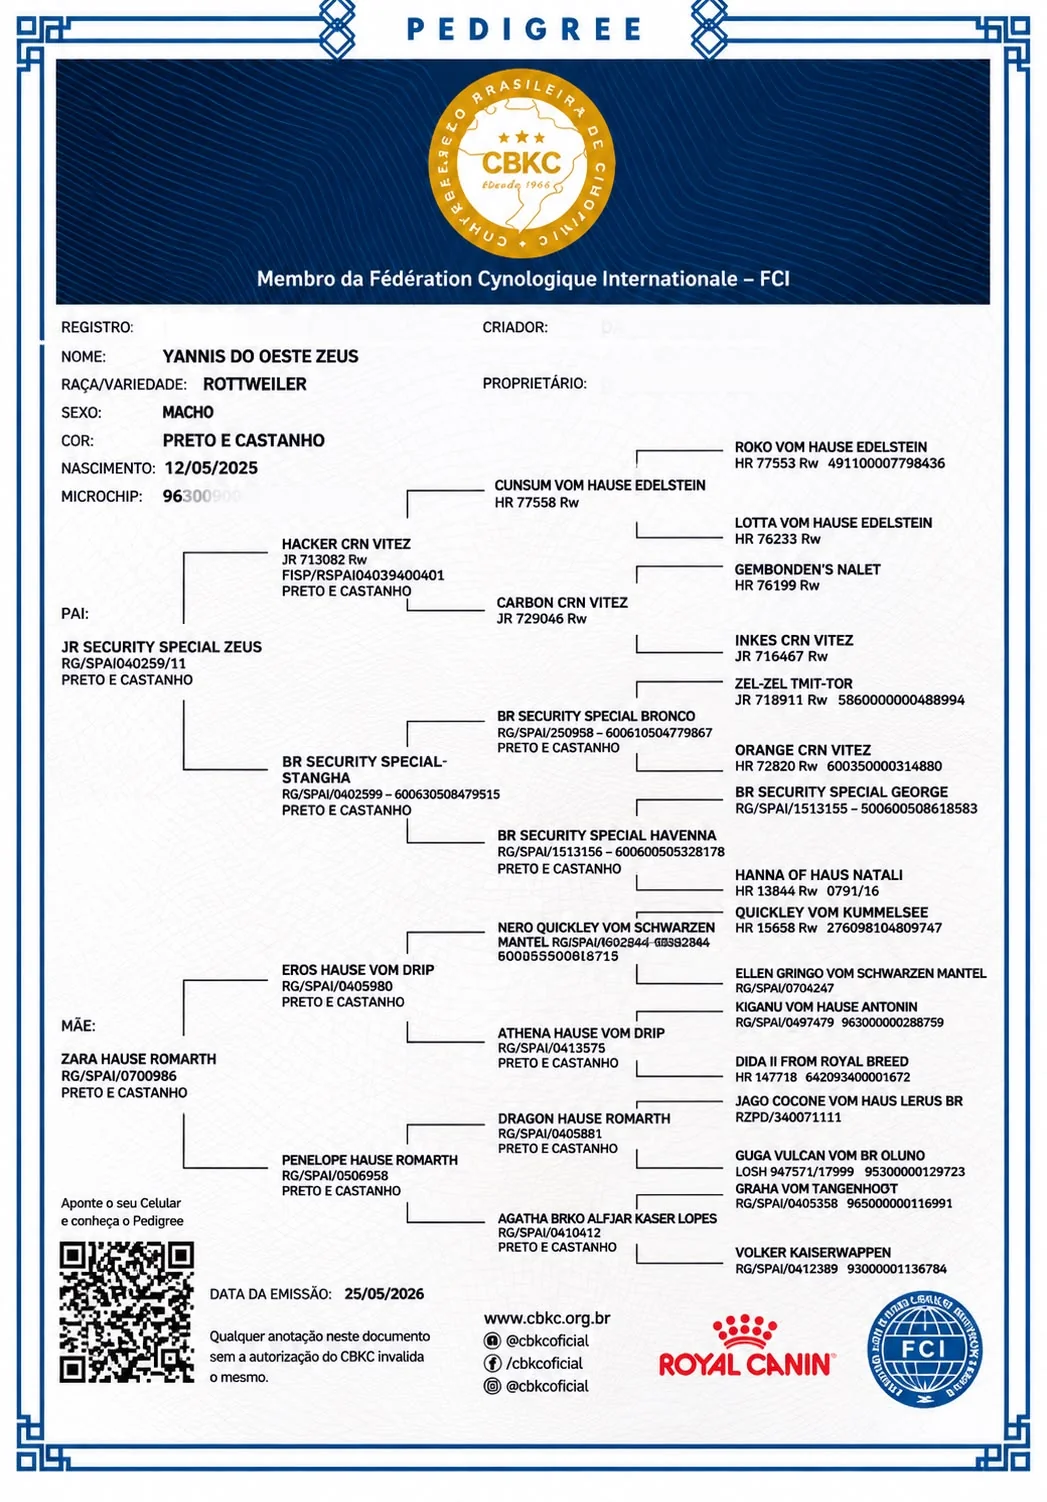 PEDIGREE
CBKC
Desde 1966
Membro da Fédération Cynologique Internationale – FCI
REGISTRO:
CRIADOR:
NOME: YANNIS DO OESTE ZEUS
RAÇA/VARIEDADE: ROTTWEILER
PROPRIETÁRIO:
SEXO: MACHO
COR: PRETO E CASTANHO
NASCIMENTO: 12/05/2025
MICROCHIP: 96300900
PAI:
JR SECURITY SPECIAL ZEUS
RG/SPAI040259/11
PRETO E CASTANHO
HACKER CRN VITEZ
JR 713082 Rw
FISP/RSPAI04039400401
PRETO E CASTANHO
BR SECURITY SPECIAL-
STANGHA
RG/SPAI/0402599 – 600630508479515
PRETO E CASTANHO
CUNSUM VOM HAUSE EDELSTEIN
HR 77558 Rw
CARBON CRN VITEZ
JR 729046 Rw
BR SECURITY SPECIAL BRONCO
RG/SPAI/250958 – 600610504779867
PRETO E CASTANHO
BR SECURITY SPECIAL HAVENNA
RG/SPAI/1513156 – 600600505328178
PRETO E CASTANHO
ROKO VOM HAUSE EDELSTEIN
HR 77553 Rw 491100007798436
LOTTA VOM HAUSE EDELSTEIN
HR 76233 Rw
GEMBONDEN'S NALET
HR 76199 Rw
INKES CRN VITEZ
JR 716467 Rw
ZEL-ZEL TMIT-TOR
JR 718911 Rw 5860000000488994
ORANGE CRN VITEZ
HR 72820 Rw 600350000314880
BR SECURITY SPECIAL GEORGE
RG/SPAI/1513155 – 500600508618583
HANNA OF HAUS NATALI
HR 13844 Rw 0791/16
MÃE:
ZARA HAUSE ROMARTH
RG/SPAI/0700986
PRETO E CASTANHO
EROS HAUSE VOM DRIP
RG/SPAI/0405980
PRETO E CASTANHO
PENELOPE HAUSE ROMARTH
RG/SPAI/0506958
PRETO E CASTANHO
NERO QUICKLEY VOM SCHWARZEN
MANTEL
600055500618715
ATHENA HAUSE VOM DRIP
RG/SPAI/0413575
PRETO E CASTANHO
DRAGON HAUSE ROMARTH
RG/SPAI/0405881
PRETO E CASTANHO
AGATHA BRKO ALFJAR KASER LOPES
RG/SPAI/0410412
PRETO E CASTANHO
QUICKLEY VOM KUMMELSEE
HR 15658 Rw 276098104809747
ELLEN GRINGO VOM SCHWARZEN MANTEL
RG/SPAI/0704247
KIGANU VOM HAUSE ANTONIN
RG/SPAI/0497479 963000000288759
DIDA II FROM ROYAL BREED
HR 147718 642093400001672
JAGO COCONE VOM HAUS LERUS BR
RZPD/340071111
GUGA VULCAN VOM BR OLUNO
LOSH 947571/17999 95300000129723
GRAHA VOM TANGENHOOT
RG/SPAI/0405358 965000000116991
VOLKER KAISERWAPPEN
RG/SPAI/0412389 93000001136784
Aponte o seu Celular
e conheça o Pedigree
DATA DA EMISSÃO: 25/05/2026
Qualquer anotação neste documento
sem a autorização do CBKC invalida
o mesmo.
www.cbkc.org.br
@cbkcoficial
/cbkcoficial
@cbkcoficial
ROYAL CANIN
FCI